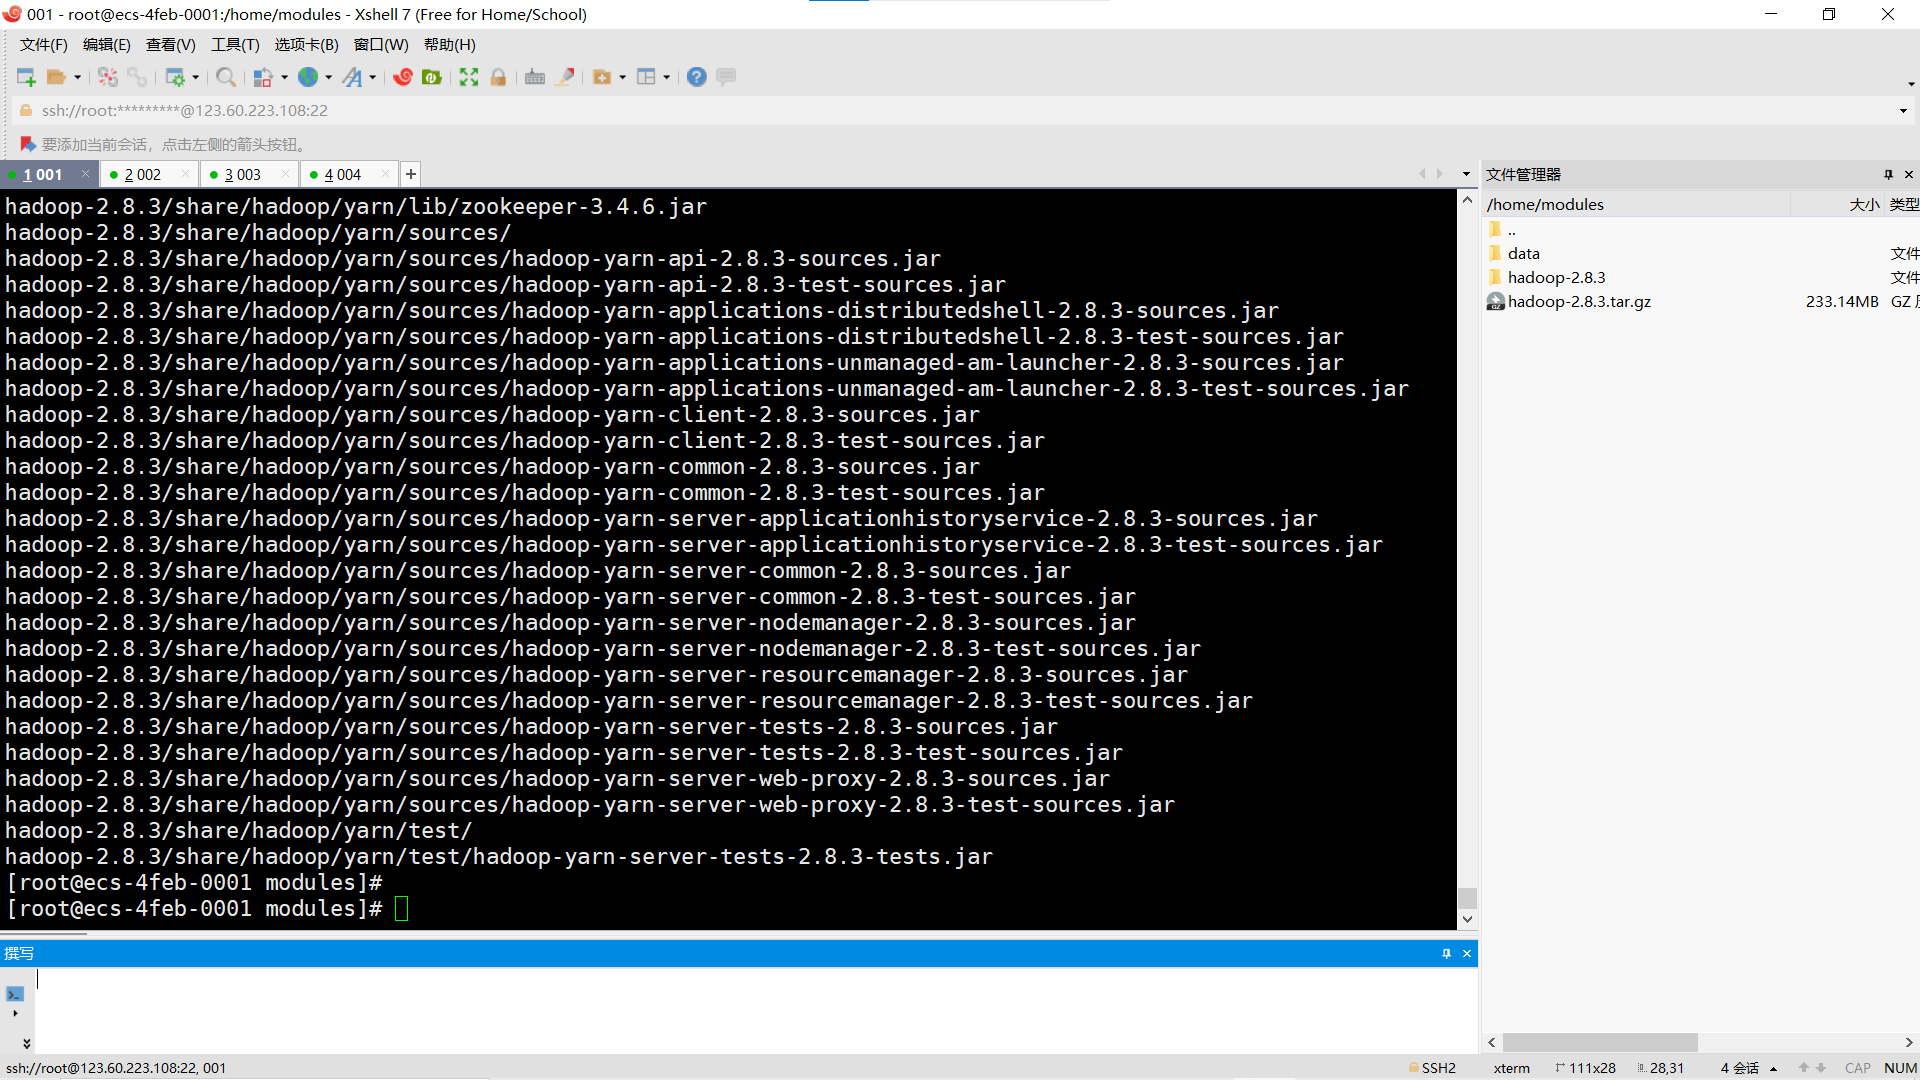 001 - root@ecs-4feb-0001:/home/modules - Xshell 7 (Free for Home/School)
文件(F) 编辑(E) 查看(V) 工具(T) 选项卡(B) 窗口(W) 帮助(H)
ssh://root:*********@123.60.223.108:22
要添加当前会话，点击左侧的箭头按钮。
1 001 2 002 3 003 4 004 +
hadoop-2.8.3/share/hadoop/yarn/lib/zookeeper-3.4.6.jar
hadoop-2.8.3/share/hadoop/yarn/sources/
hadoop-2.8.3/share/hadoop/yarn/sources/hadoop-yarn-api-2.8.3-sources.jar
hadoop-2.8.3/share/hadoop/yarn/sources/hadoop-yarn-api-2.8.3-test-sources.jar
hadoop-2.8.3/share/hadoop/yarn/sources/hadoop-yarn-applications-distributedshell-2.8.3-sources.jar
hadoop-2.8.3/share/hadoop/yarn/sources/hadoop-yarn-applications-distributedshell-2.8.3-test-sources.jar
hadoop-2.8.3/share/hadoop/yarn/sources/hadoop-yarn-applications-unmanaged-am-launcher-2.8.3-sources.jar
hadoop-2.8.3/share/hadoop/yarn/sources/hadoop-yarn-applications-unmanaged-am-launcher-2.8.3-test-sources.jar
hadoop-2.8.3/share/hadoop/yarn/sources/hadoop-yarn-client-2.8.3-sources.jar
hadoop-2.8.3/share/hadoop/yarn/sources/hadoop-yarn-client-2.8.3-test-sources.jar
hadoop-2.8.3/share/hadoop/yarn/sources/hadoop-yarn-common-2.8.3-sources.jar
hadoop-2.8.3/share/hadoop/yarn/sources/hadoop-yarn-common-2.8.3-test-sources.jar
hadoop-2.8.3/share/hadoop/yarn/sources/hadoop-yarn-server-applicationhistoryservice-2.8.3-sources.jar
hadoop-2.8.3/share/hadoop/yarn/sources/hadoop-yarn-server-applicationhistoryservice-2.8.3-test-sources.jar
hadoop-2.8.3/share/hadoop/yarn/sources/hadoop-yarn-server-common-2.8.3-sources.jar
hadoop-2.8.3/share/hadoop/yarn/sources/hadoop-yarn-server-common-2.8.3-test-sources.jar
hadoop-2.8.3/share/hadoop/yarn/sources/hadoop-yarn-server-nodemanager-2.8.3-sources.jar
hadoop-2.8.3/share/hadoop/yarn/sources/hadoop-yarn-server-nodemanager-2.8.3-test-sources.jar
hadoop-2.8.3/share/hadoop/yarn/sources/hadoop-yarn-server-resourcemanager-2.8.3-sources.jar
hadoop-2.8.3/share/hadoop/yarn/sources/hadoop-yarn-server-resourcemanager-2.8.3-test-sources.jar
hadoop-2.8.3/share/hadoop/yarn/sources/hadoop-yarn-server-tests-2.8.3-sources.jar
hadoop-2.8.3/share/hadoop/yarn/sources/hadoop-yarn-server-tests-2.8.3-test-sources.jar
hadoop-2.8.3/share/hadoop/yarn/sources/hadoop-yarn-server-web-proxy-2.8.3-sources.jar
hadoop-2.8.3/share/hadoop/yarn/sources/hadoop-yarn-server-web-proxy-2.8.3-test-sources.jar
hadoop-2.8.3/share/hadoop/yarn/test/
hadoop-2.8.3/share/hadoop/yarn/test/hadoop-yarn-server-tests-2.8.3-tests.jar
[root@ecs-4feb-0001 modules]#
[root@ecs-4feb-0001 modules]#
文件管理器
/home/modules 大小 类型
..
data 文件
hadoop-2.8.3 文件
hadoop-2.8.3.tar.gz 233.14MB GZ
撰写
ssh://root@123.60.223.108:22, 001 SSH2 xterm 111x28 28,31 4 会话 CAP NUM